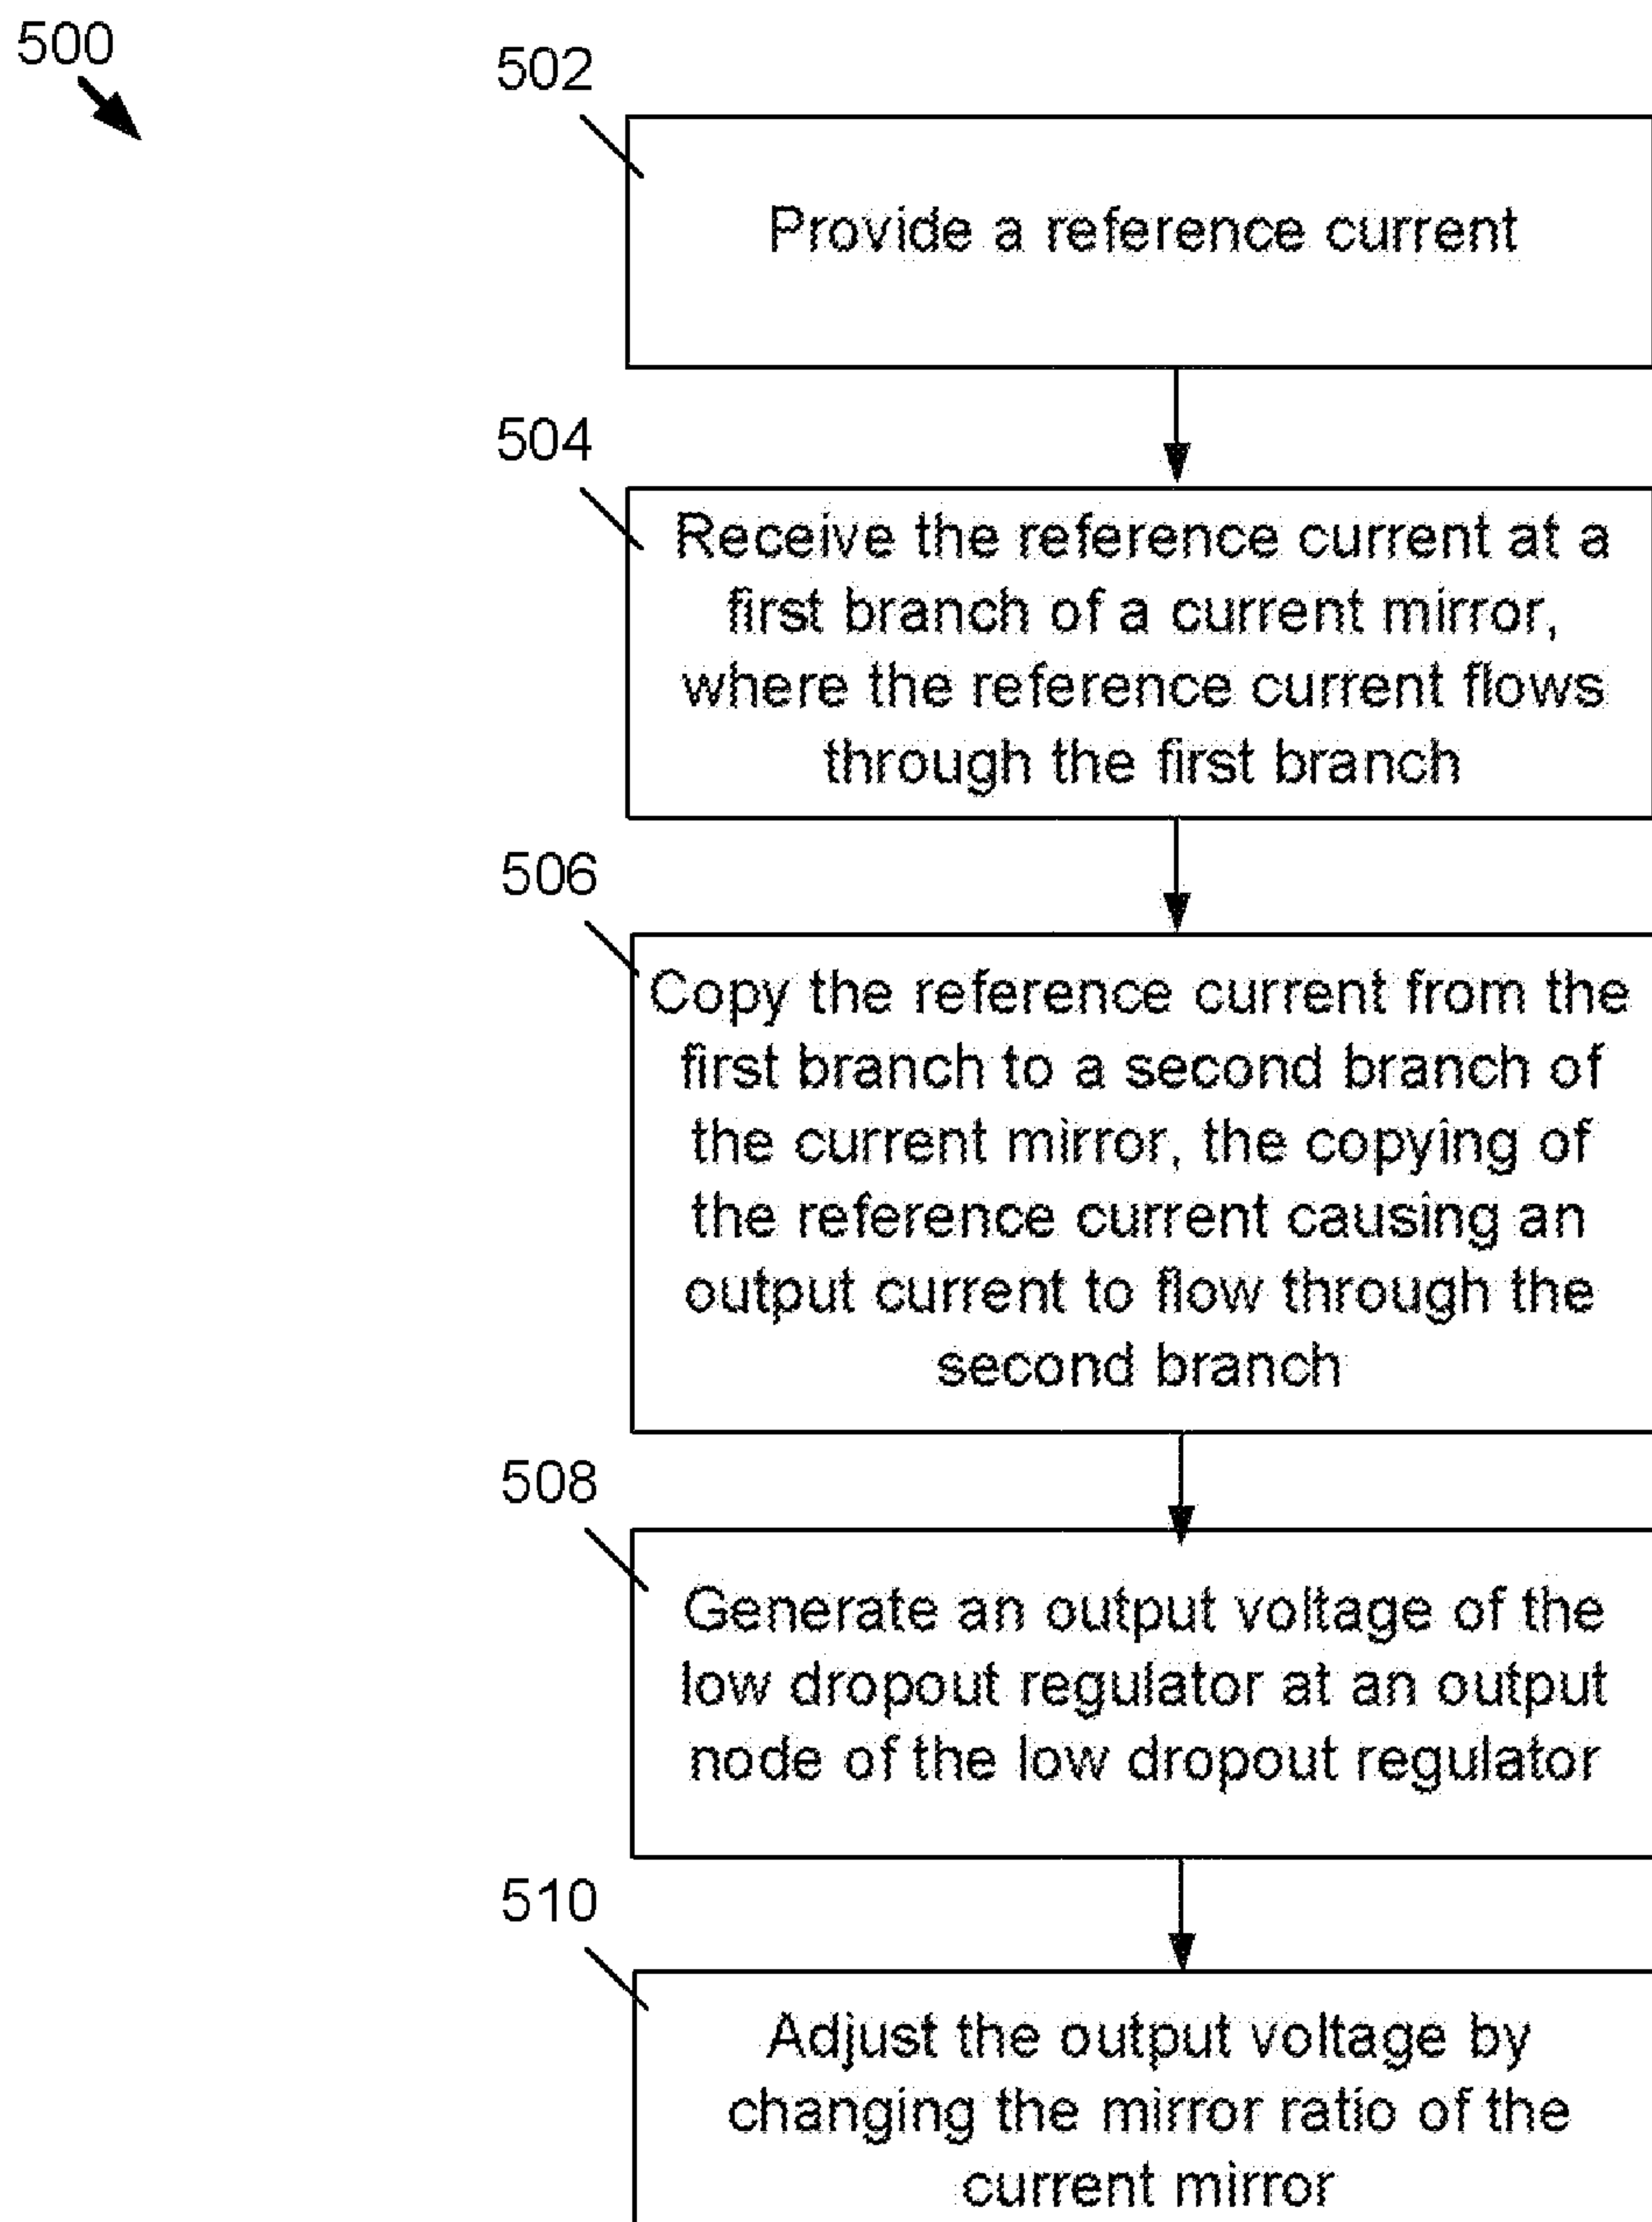 500
502
Provide a reference current
504
Receive the reference current at a
first branch of a current mirror,
where the reference current flows
through the first branch
506
Copy the reference current from the
first branch to a second branch of
the current mirror, the copying of
the reference current causing an
output current to flow through the
second branch
508
Generate an output voltage of the
low dropout regulator at an output
node of the low dropout regulator
510
Adjust the output voltage by
changing the mirror ratio of the
current mirror